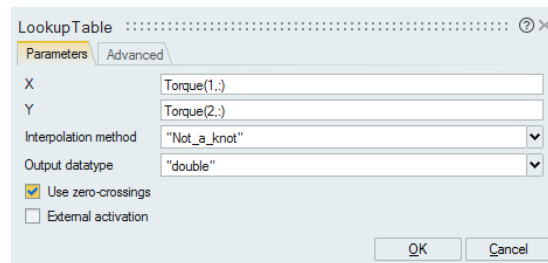 LookupTable
Parameters Advanced
X Torque(1,:)
Y Torque(2,:)
Interpolation method "Not_a_knot"
Output datatype "double"
Use zero-crossings
External activation
OK Cancel